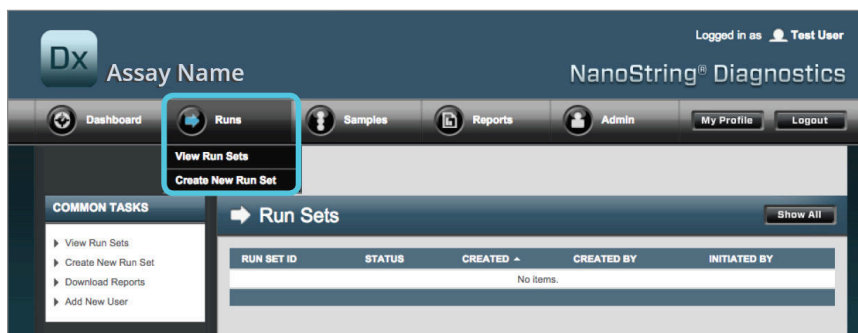 Logged in as Test User
Dx Assay Name
NanoString® Diagnostics
Dashboard Runs Samples Reports Admin My Profile Logout
View Run Sets
Create New Run Set
COMMON TASKS
View Run Sets
Create New Run Set
Download Reports
Add New User
Run Sets Show All
RUN SET ID STATUS CREATED CREATED BY INITIATED BY
No items.